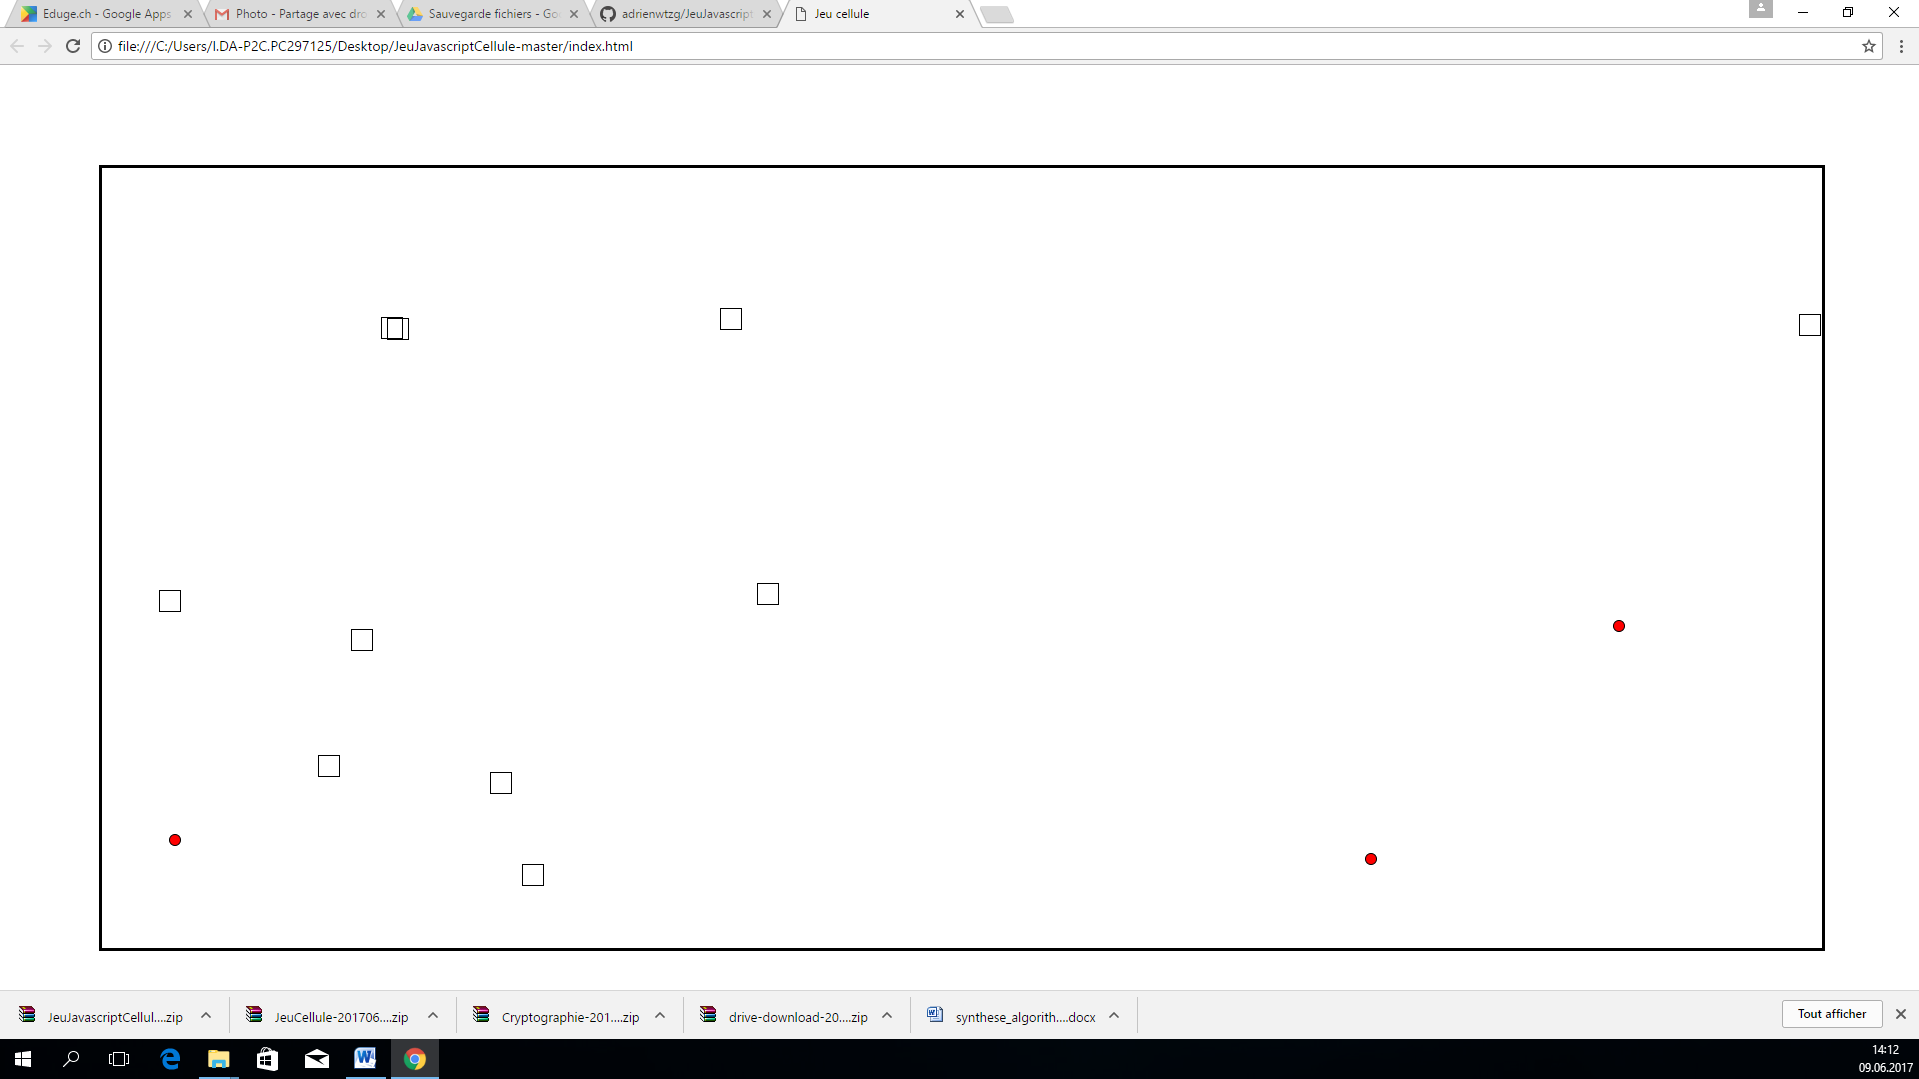 Eduge.ch - Google Apps
Photo - Partage avec dro
Sauvegarde fichiers - Go
adrienwtzg/JeuJavascript
Jeu cellule
file:///C:/Users/I.DA-P2C.PC297125/Desktop/JeuJavascriptCellule-master/index.html
JeuJavascriptCellul....zip
JeuCellule-201706....zip
Cryptographie-201....zip
drive-download-20....zip
synthese_algorith....docx
Tout afficher
14:12
09.06.2017